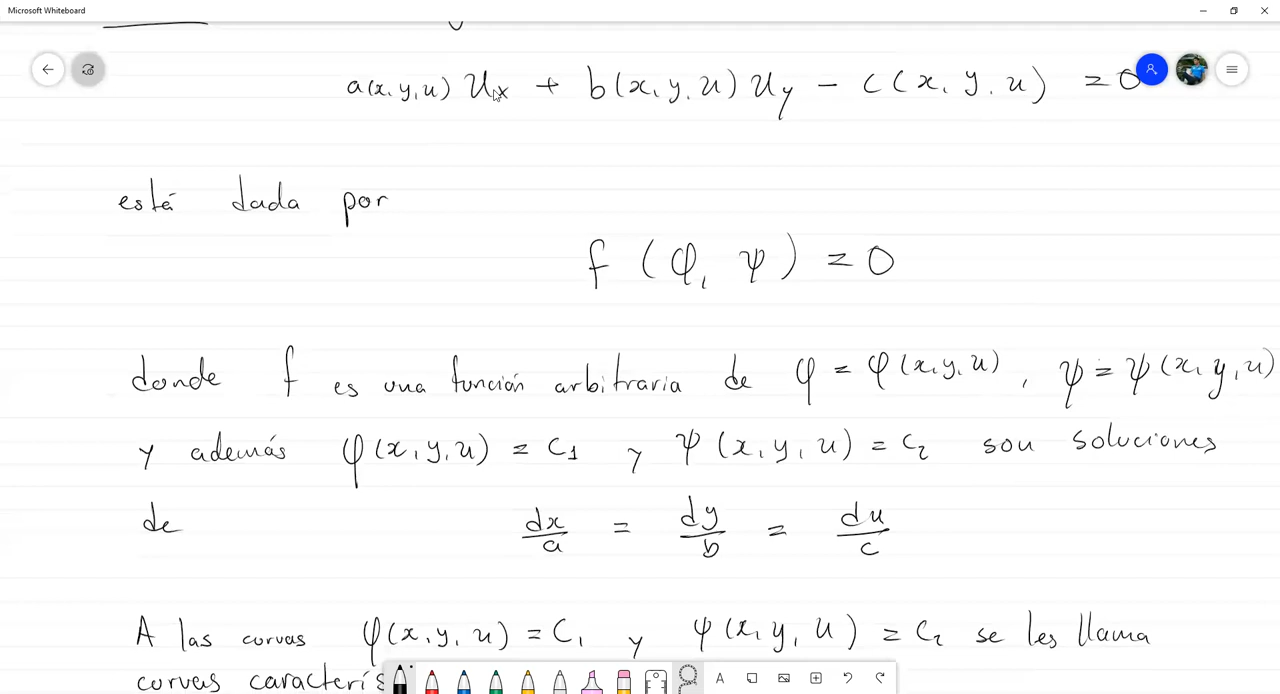 Microsoft Whiteboard
a(x,y,u) Ux + b(x,y,u) Uy - c(x,y,u) = 0
está dada por
f (φ, ψ) = 0
donde f es una función arbitraria de φ = φ(x,y,u), ψ = ψ(x,y,u)
y además φ(x,y,u) = C1 y ψ(x,y,u) = C2 son soluciones
de dx/a = dy/b = du/c
A las curvas φ(x,y,u) = C1 y ψ(x,y,u) = C2 se les llama
curvas caracterís
A